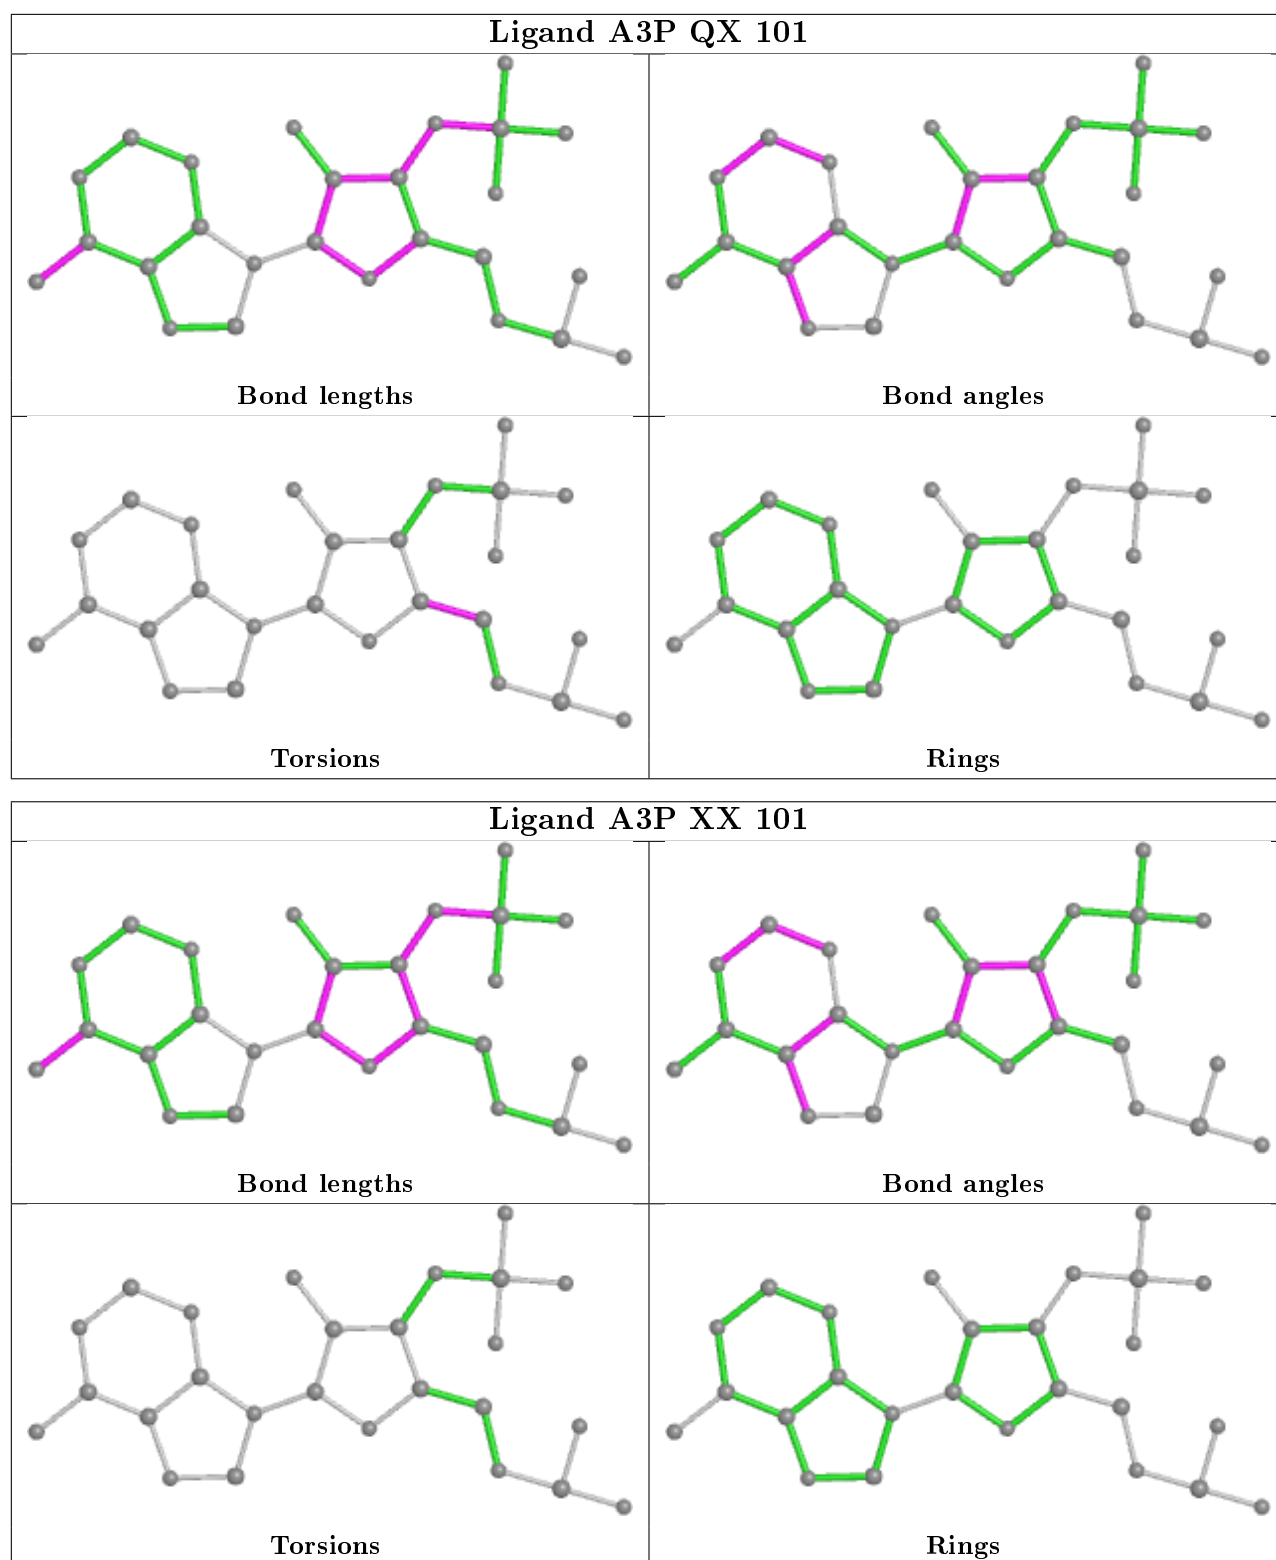 Ligand A3P QX 101
Bond lengths
Bond angles
Torsions
Rings
Ligand A3P XX 101
Bond lengths
Bond angles
Torsions
Rings